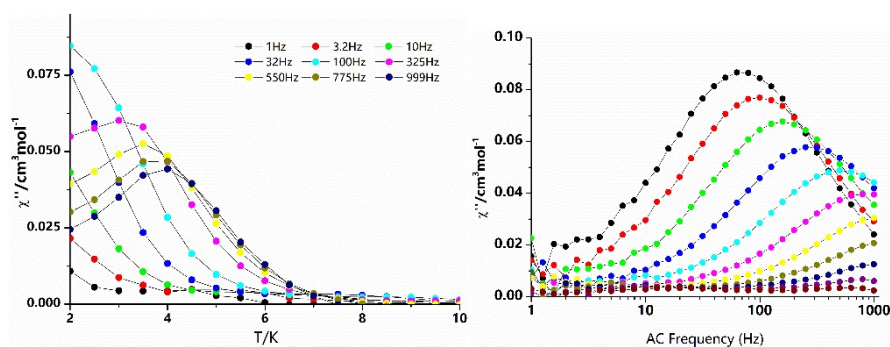 χ''/cm³mol⁻¹
0.075
0.050
0.025
0.000
1Hz 3.2Hz 10Hz
32Hz 100Hz 325Hz
550Hz 775Hz 999Hz
2 4 6 8 10
T/K
χ''/cm³mol⁻¹
0.10
0.08
0.06
0.04
0.02
0.00
1 10 100 1000
AC Frequency (Hz)